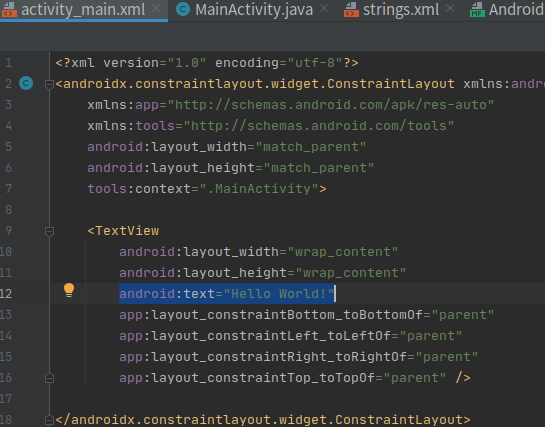 activity_main.xml × MainActivity.java × strings.xml × Android
1 <?xml version="1.0" encoding="utf-8"?>
2 <androidx.constraintlayout.widget.ConstraintLayout xmlns:andr
3 xmlns:app="http://schemas.android.com/apk/res-auto"
4 xmlns:tools="http://schemas.android.com/tools"
5 android:layout_width="match_parent"
6 android:layout_height="match_parent"
7 tools:context=".MainActivity">
8
9 <TextView
10 android:layout_width="wrap_content"
11 android:layout_height="wrap_content"
12 android:text="Hello World!"
13 app:layout_constraintBottom_toBottomOf="parent"
14 app:layout_constraintLeft_toLeftOf="parent"
15 app:layout_constraintRight_toRightOf="parent"
16 app:layout_constraintTop_toTopOf="parent" />
17
18 </androidx.constraintlayout.widget.ConstraintLayout>